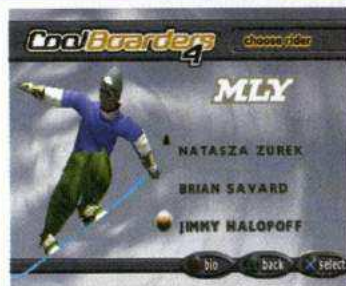 CoolBoarders
4
choose rider
MLY
NATASZA ZUREK
BRIAN SAVARD
JIMMY HALOPOFF
bio back select